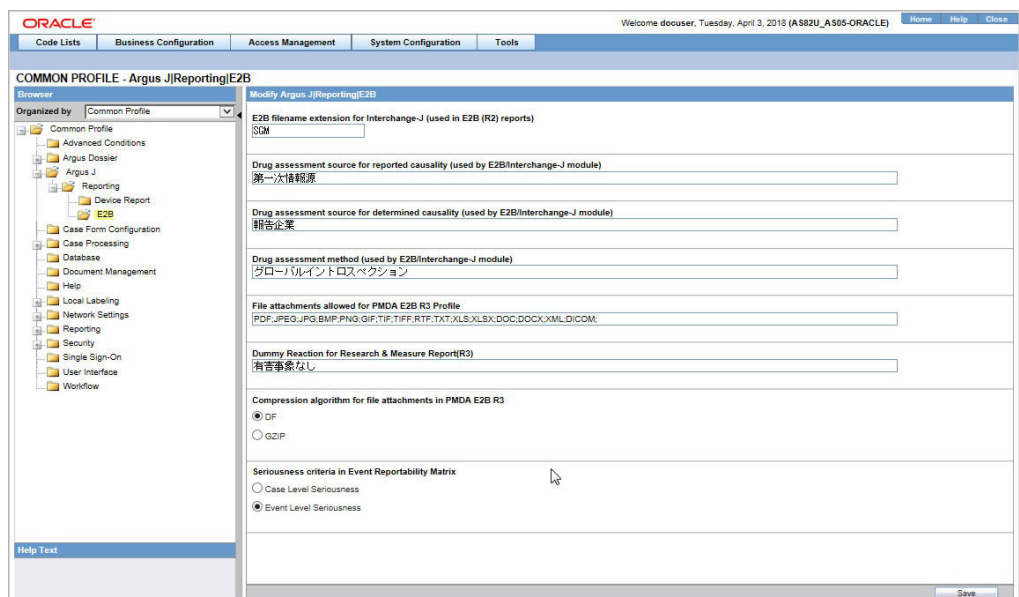 ORACLE
Welcome docuser, Tuesday, April 3, 2018 (AS82U_AS05-ORACLE)
Home Help Close
Code Lists Business Configuration Access Management System Configuration Tools
COMMON PROFILE - Argus J|Reporting|E2B
Browser
Organized by Common Profile
Common Profile
Advanced Conditions
Argus Dossier
Argus J
Reporting
Device Report
E2B
Case Form Configuration
Case Processing
Database
Document Management
Help
Local Labeling
Network Settings
Reporting
Security
Single Sign-On
User Interface
Workflow
Help Text
Modify Argus J|Reporting|E2B
E2B filename extension for Interchange-J (used in E2B (R2) reports)
SGM
Drug assessment source for reported causality (used by E2B/Interchange-J module)
第一次情報源
Drug assessment source for determined causality (used by E2B/Interchange-J module)
報告企業
Drug assessment method (used by E2B/Interchange-J module)
グローバルイントロスペクション
File attachments allowed for PMDA E2B R3 Profile
PDF;JPEG;JPG;BMP;PNG;GIF;TIF;TIFF;RTF;TXT;XLS;XLSX;DOC;DOCX;XML;DICOM;
Dummy Reaction for Research & Measure Report(R3)
有害事象なし
Compression algorithm for file attachments in PMDA E2B R3
DF
GZIP
Seriousness criteria in Event Reportability Matrix
Case Level Seriousness
Event Level Seriousness
Save